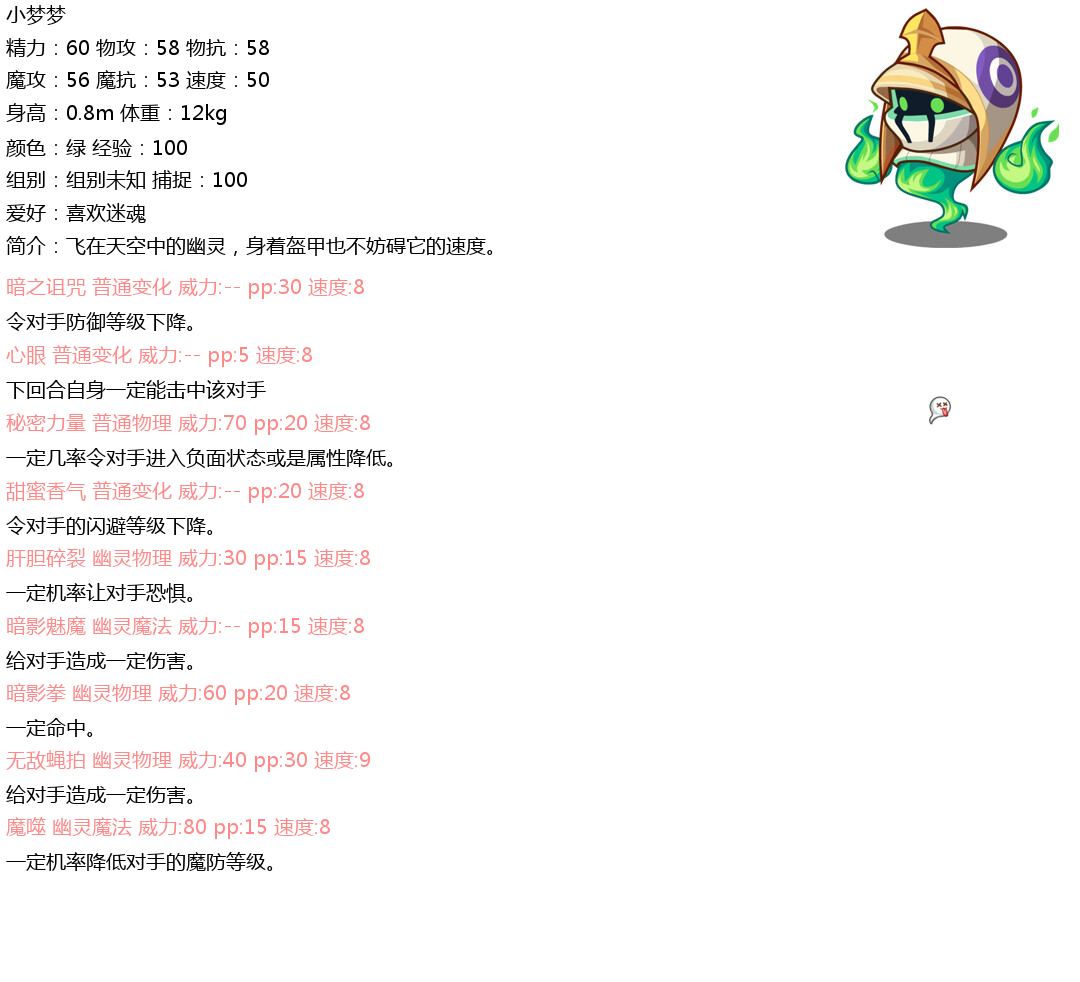 小梦梦
精力：60 物攻：58 物抗：58
魔攻：56 魔抗：53 速度：50
身高：0.8m 体重：12kg
颜色：绿 经验：100
组别：组别未知 捕捉：100
爱好：喜欢迷魂
简介：飞在天空中的幽灵，身着盔甲也不妨碍它的速度。
暗之诅咒 普通变化 威力:-- pp:30 速度:8
令对手防御等级下降。
心眼 普通变化 威力:-- pp:5 速度:8
下回合自身一定能击中该对手
秘密力量 普通物理 威力:70 pp:20 速度:8
一定几率令对手进入负面状态或是属性降低。
甜蜜香气 普通变化 威力:-- pp:20 速度:8
令对手的闪避等级下降。
肝胆碎裂 幽灵物理 威力:30 pp:15 速度:8
一定机率让对手恐惧。
暗影魅魔 幽灵魔法 威力:-- pp:15 速度:8
给对手造成一定伤害。
暗影拳 幽灵物理 威力:60 pp:20 速度:8
一定命中。
无敌蝇拍 幽灵物理 威力:40 pp:30 速度:9
给对手造成一定伤害。
魔噬 幽灵魔法 威力:80 pp:15 速度:8
一定机率降低对手的魔防等级。